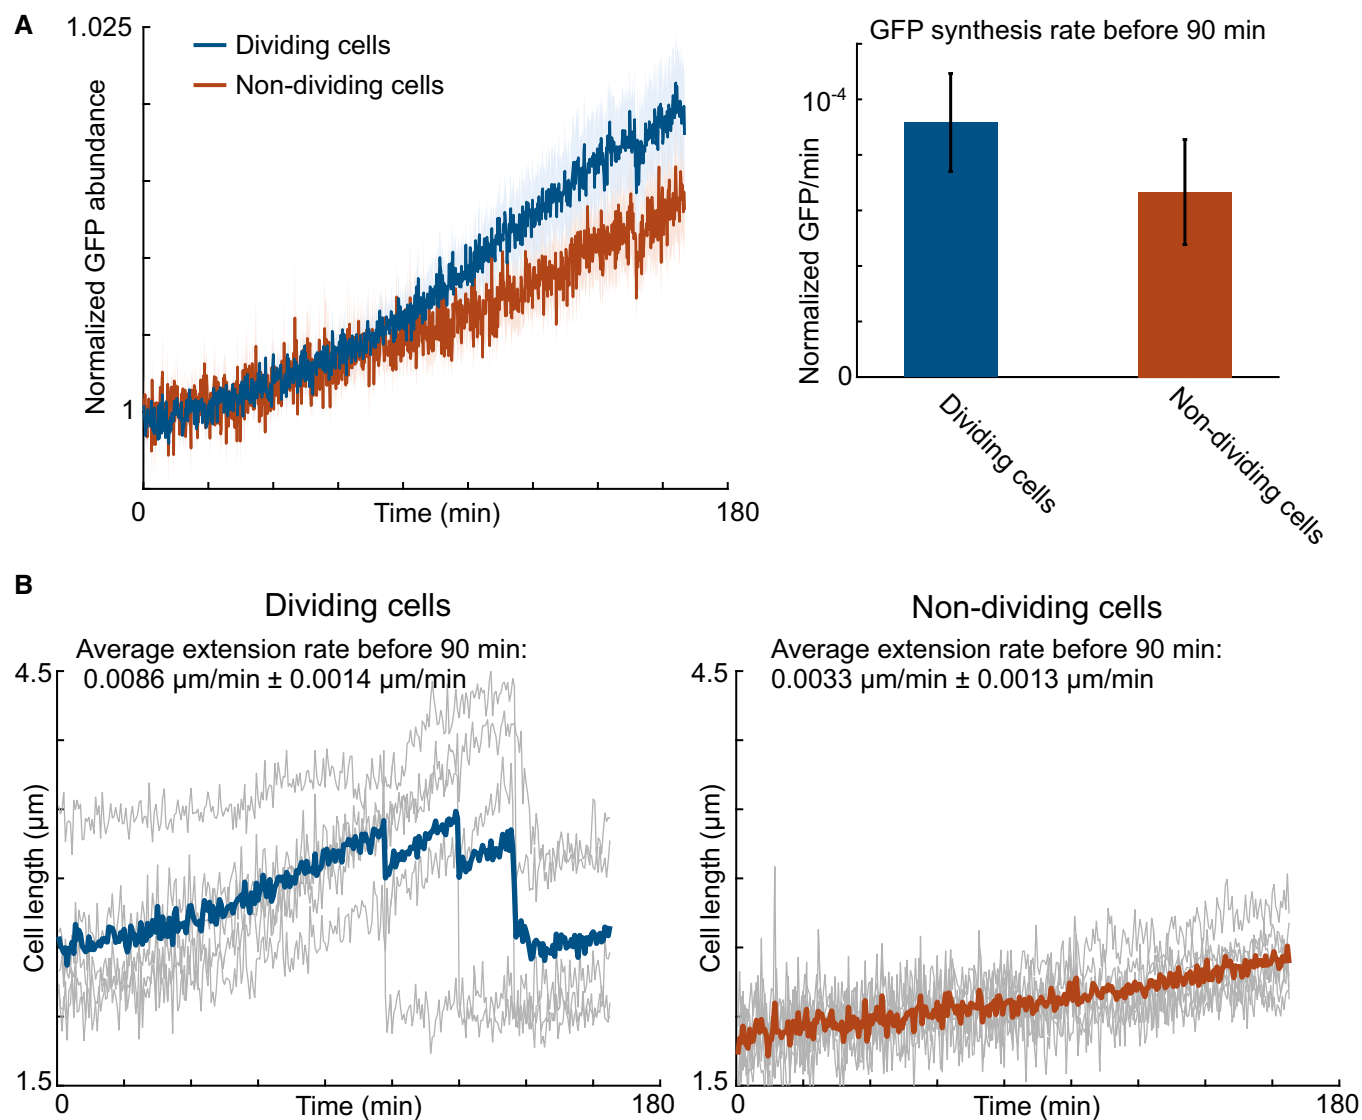 A
1.025
Dividing cells
Non-dividing cells
Normalized GFP abundance
1
0
Time (min)
180
GFP synthesis rate before 90 min
10-4
Normalized GFP/min
0
Dividing cells
Non-dividing cells
B
Dividing cells
Average extension rate before 90 min:
0.0086 µm/min ± 0.0014 µm/min
4.5
Cell length (µm)
1.5
0
Time (min)
180
Non-dividing cells
Average extension rate before 90 min:
0.0033 µm/min ± 0.0013 µm/min
4.5
Cell length (µm)
1.5
0
Time (min)
180